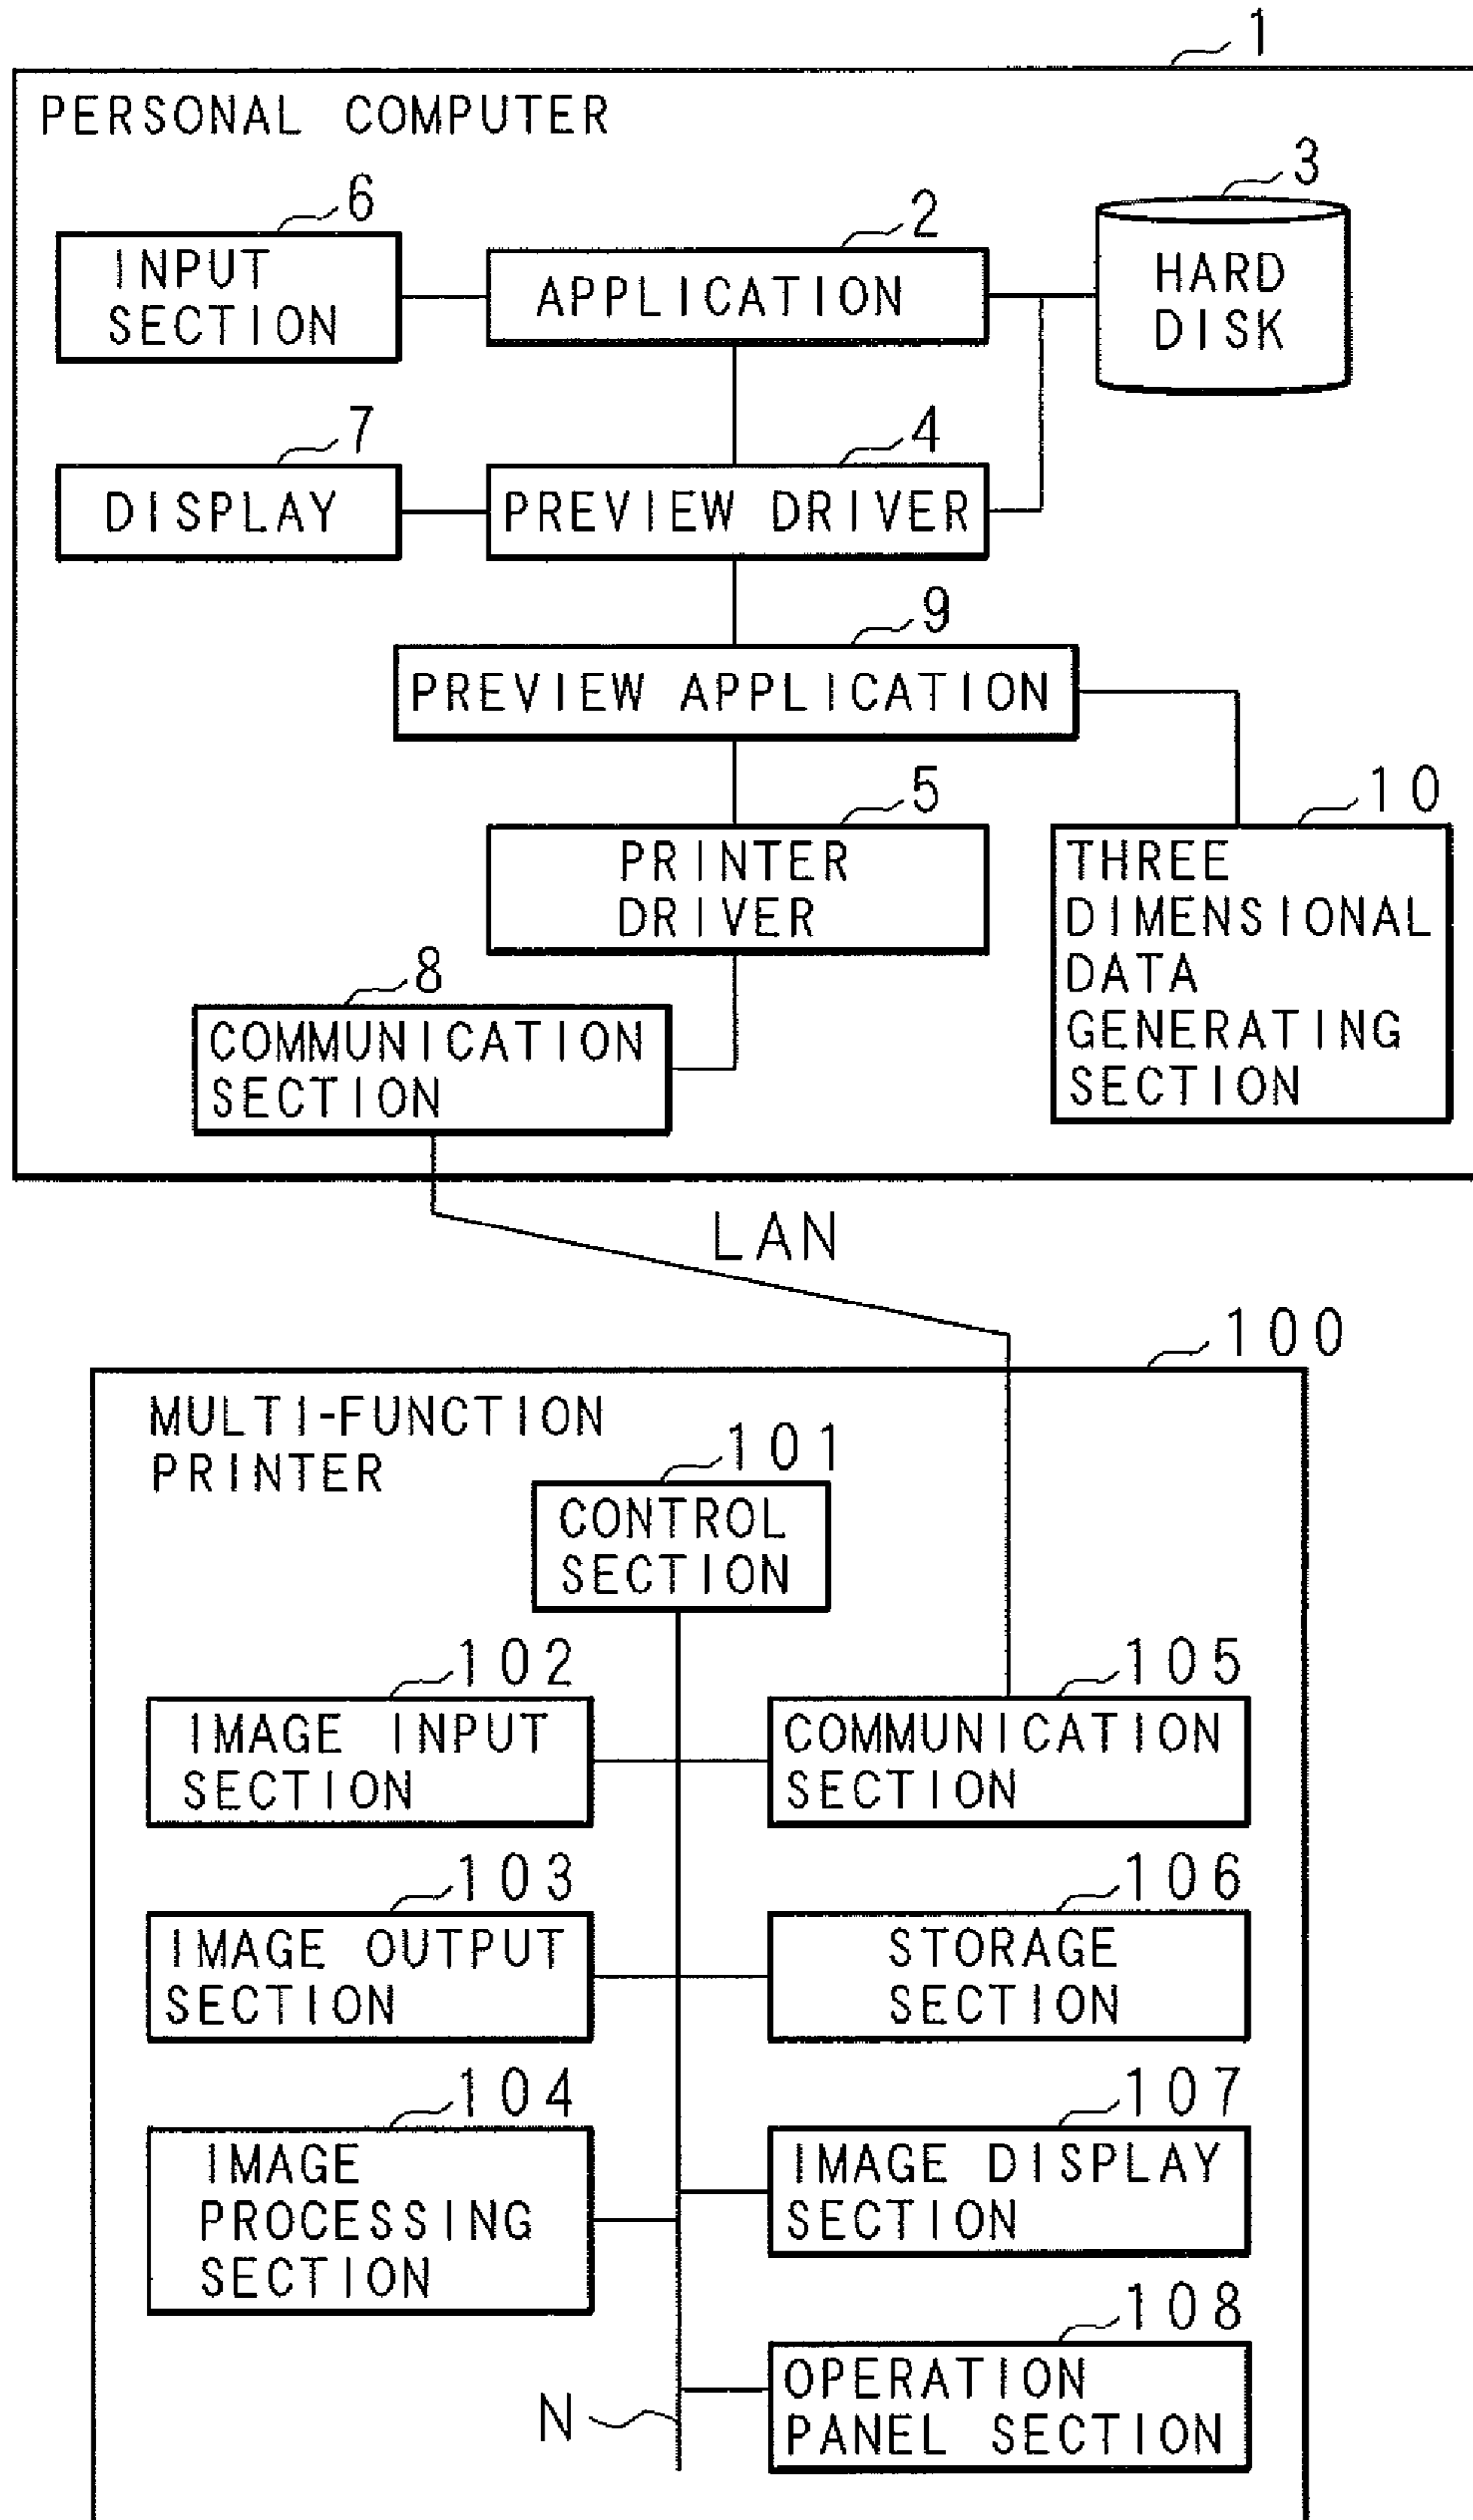 1
PERSONAL COMPUTER
6
INPUT
SECTION
2
APPLICATION
3
HARD
DISK
7
DISPLAY
4
PREVIEW DRIVER
9
PREVIEW APPLICATION
5
PRINTER
DRIVER
10
THREE
DIMENSIONAL
DATA
GENERATING
SECTION
8
COMMUNICATION
SECTION
LAN
100
MULTI-FUNCTION
PRINTER
101
CONTROL
SECTION
102
IMAGE INPUT
SECTION
105
COMMUNICATION
SECTION
103
IMAGE OUTPUT
SECTION
106
STORAGE
SECTION
104
IMAGE
PROCESSING
SECTION
107
IMAGE DISPLAY
SECTION
108
OPERATION
PANEL SECTION
N